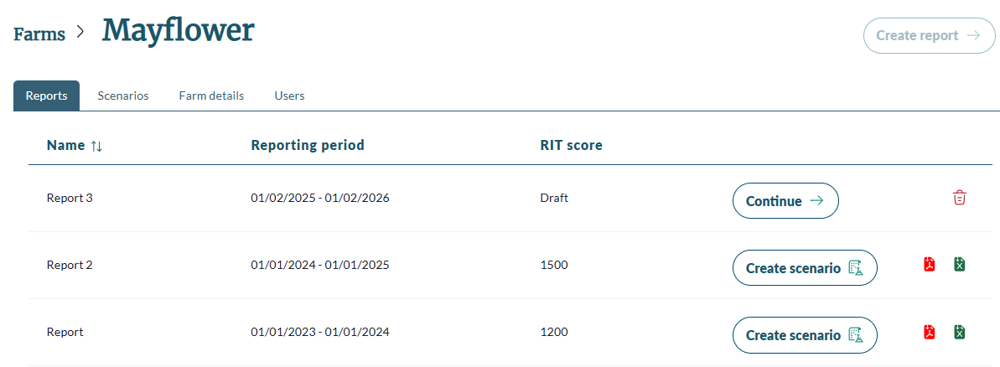 Farms > Mayflower
Create report →
Reports Scenarios Farm details Users
Name ↑↓ Reporting period RIT score
Report 3 01/02/2025 - 01/02/2026 Draft Continue →
Report 2 01/01/2024 - 01/01/2025 1500 Create scenario
Report 01/01/2023 - 01/01/2024 1200 Create scenario